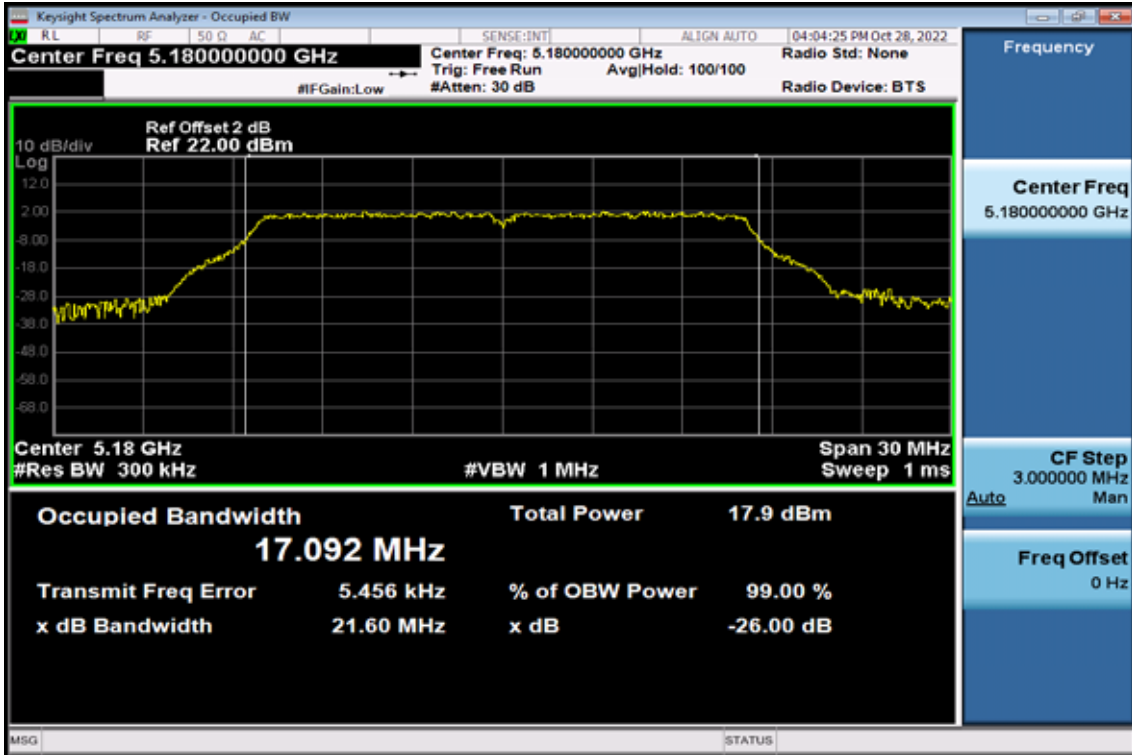 Keysight Spectrum Analyzer - Occupied BW
RL RF 50 Ω AC SENSE:INT ALIGN AUTO 04:04:25 PM Oct 28, 2022
Center Freq 5.180000000 GHz
Center Freq: 5.180000000 GHz
Radio Std: None
Trig: Free Run Avg|Hold: 100/100
#IFGain:Low
#Atten: 30 dB
Radio Device: BTS
Ref Offset 2 dB
10 dB/div Ref 22.00 dBm
Log
12.0
2.00
-8.00
-18.0
-28.0
-38.0
-48.0
-58.0
-68.0
Center 5.18 GHz Span 30 MHz
#Res BW 300 kHz #VBW 1 MHz Sweep 1 ms
Occupied Bandwidth
17.092 MHz
Total Power 17.9 dBm
Transmit Freq Error 5.456 kHz
% of OBW Power 99.00 %
x dB Bandwidth 21.60 MHz
x dB -26.00 dB
Frequency
Center Freq
5.180000000 GHz
CF Step
3.000000 MHz
Auto Man
Freq Offset
0 Hz
MSG STATUS